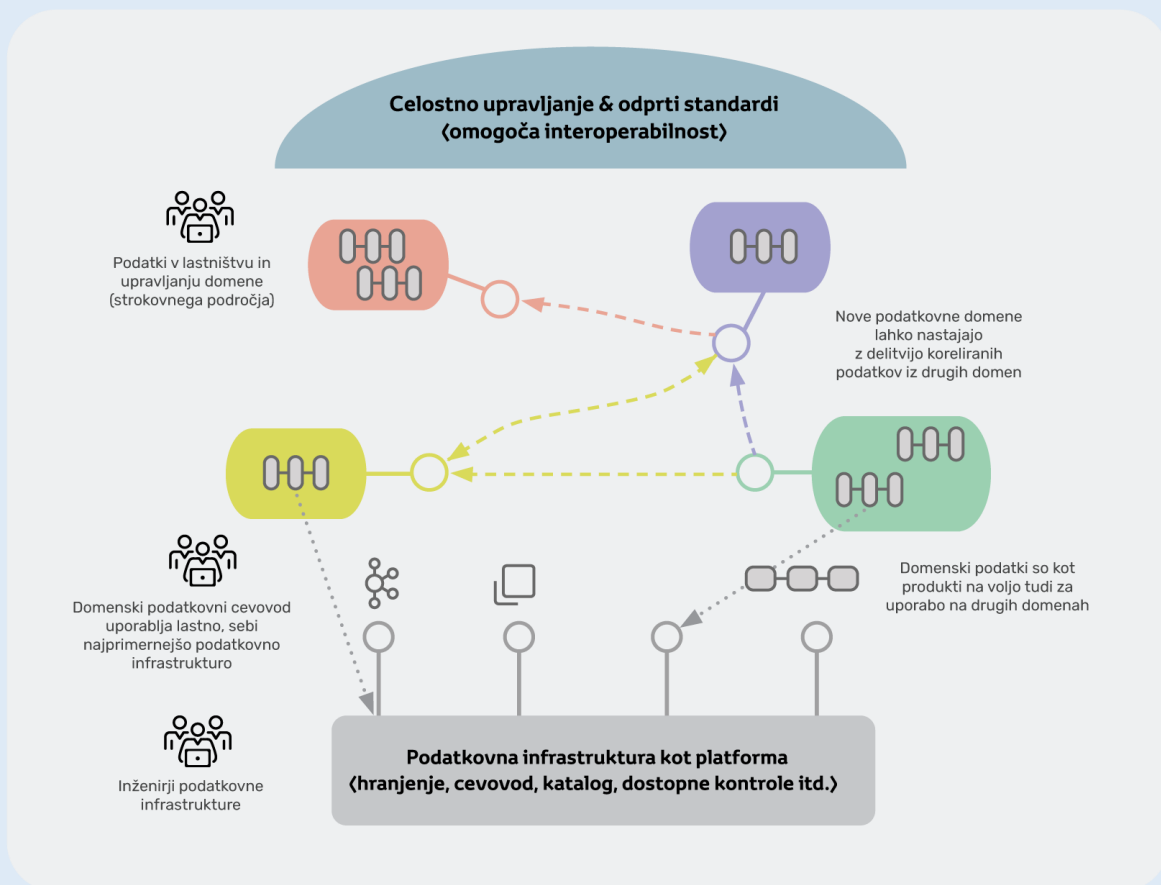 Celostno upravljanje & odprti standardi
⟨omogoča interoperabilnost⟩
Podatki v lastništvu in
upravljanju domene
(strokovnega področja)
Nove podatkovne domene
lahko nastajajo
z delitvijo koreliranih
podatkov iz drugih domen
Domenski podatkovni cevovod
uporablja lastno, sebi
najprimernejšo podatkovno
infrastrukturo
Domenski podatki so kot
produkti na voljo tudi za
uporabo na drugih domenah
Inženirji podatkovne
infrastrukture
Podatkovna infrastruktura kot platforma
⟨hranjenje, cevovod, katalog, dostopne kontrole itd.⟩